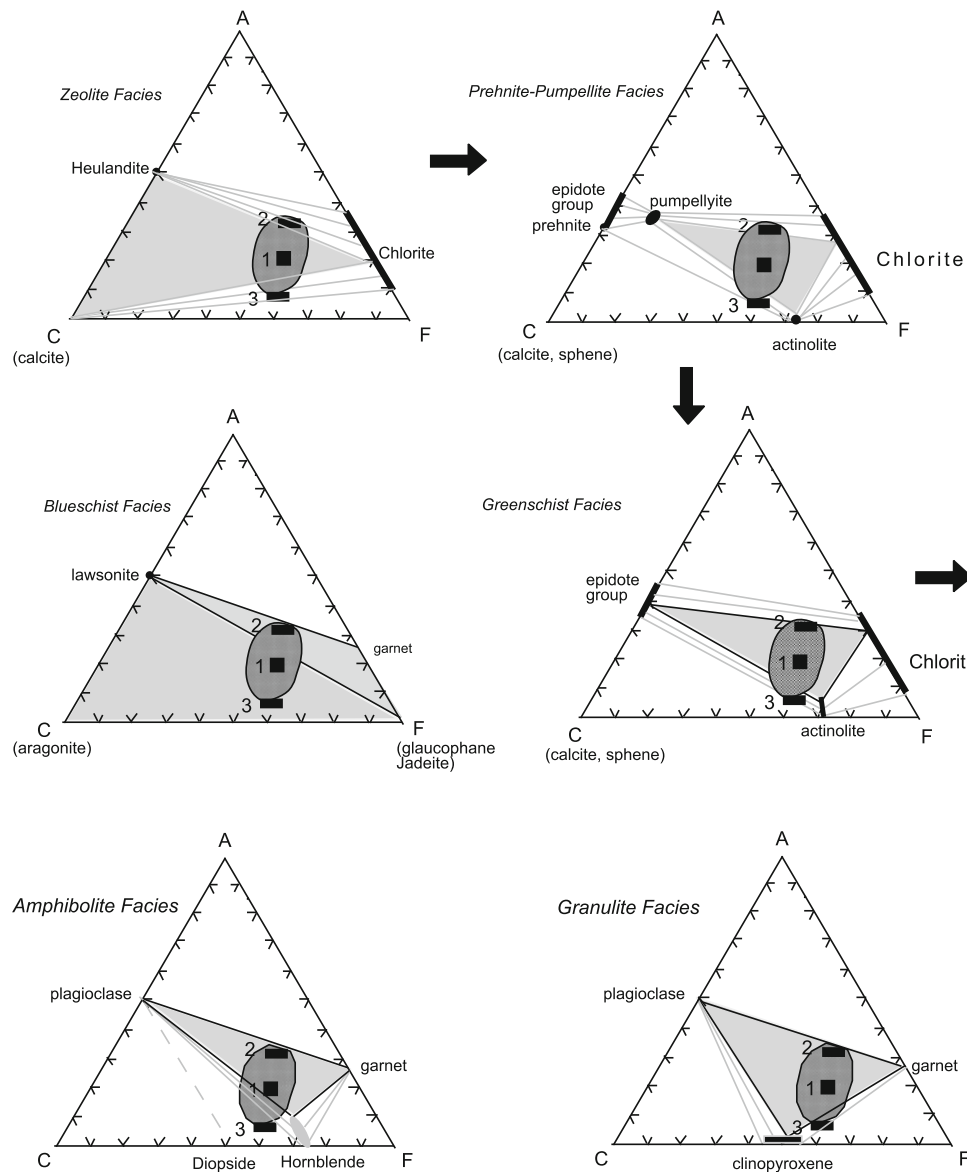 A
Zeolite Facies
Heulandite
2
1
Chlorite
3
C
F
(calcite)
A
Prehnite-Pumpellite Facies
epidote
group
pumpellyite
prehnite
2
1
Chlorite
3
C
F
(calcite, sphene)
actinolite
A
Blueschist Facies
lawsonite
2
garnet
1
3
C
F
(aragonite)
(glaucophane
Jadeite)
A
Greenschist Facies
epidote
group
2
1
Chlorit
3
C
F
actinolite
(calcite, sphene)
A
Amphibolite Facies
plagioclase
2
garnet
1
3
C
F
Diopside
Hornblende
A
Granulite Facies
plagioclase
2
garnet
1
3
C
F
clinopyroxene